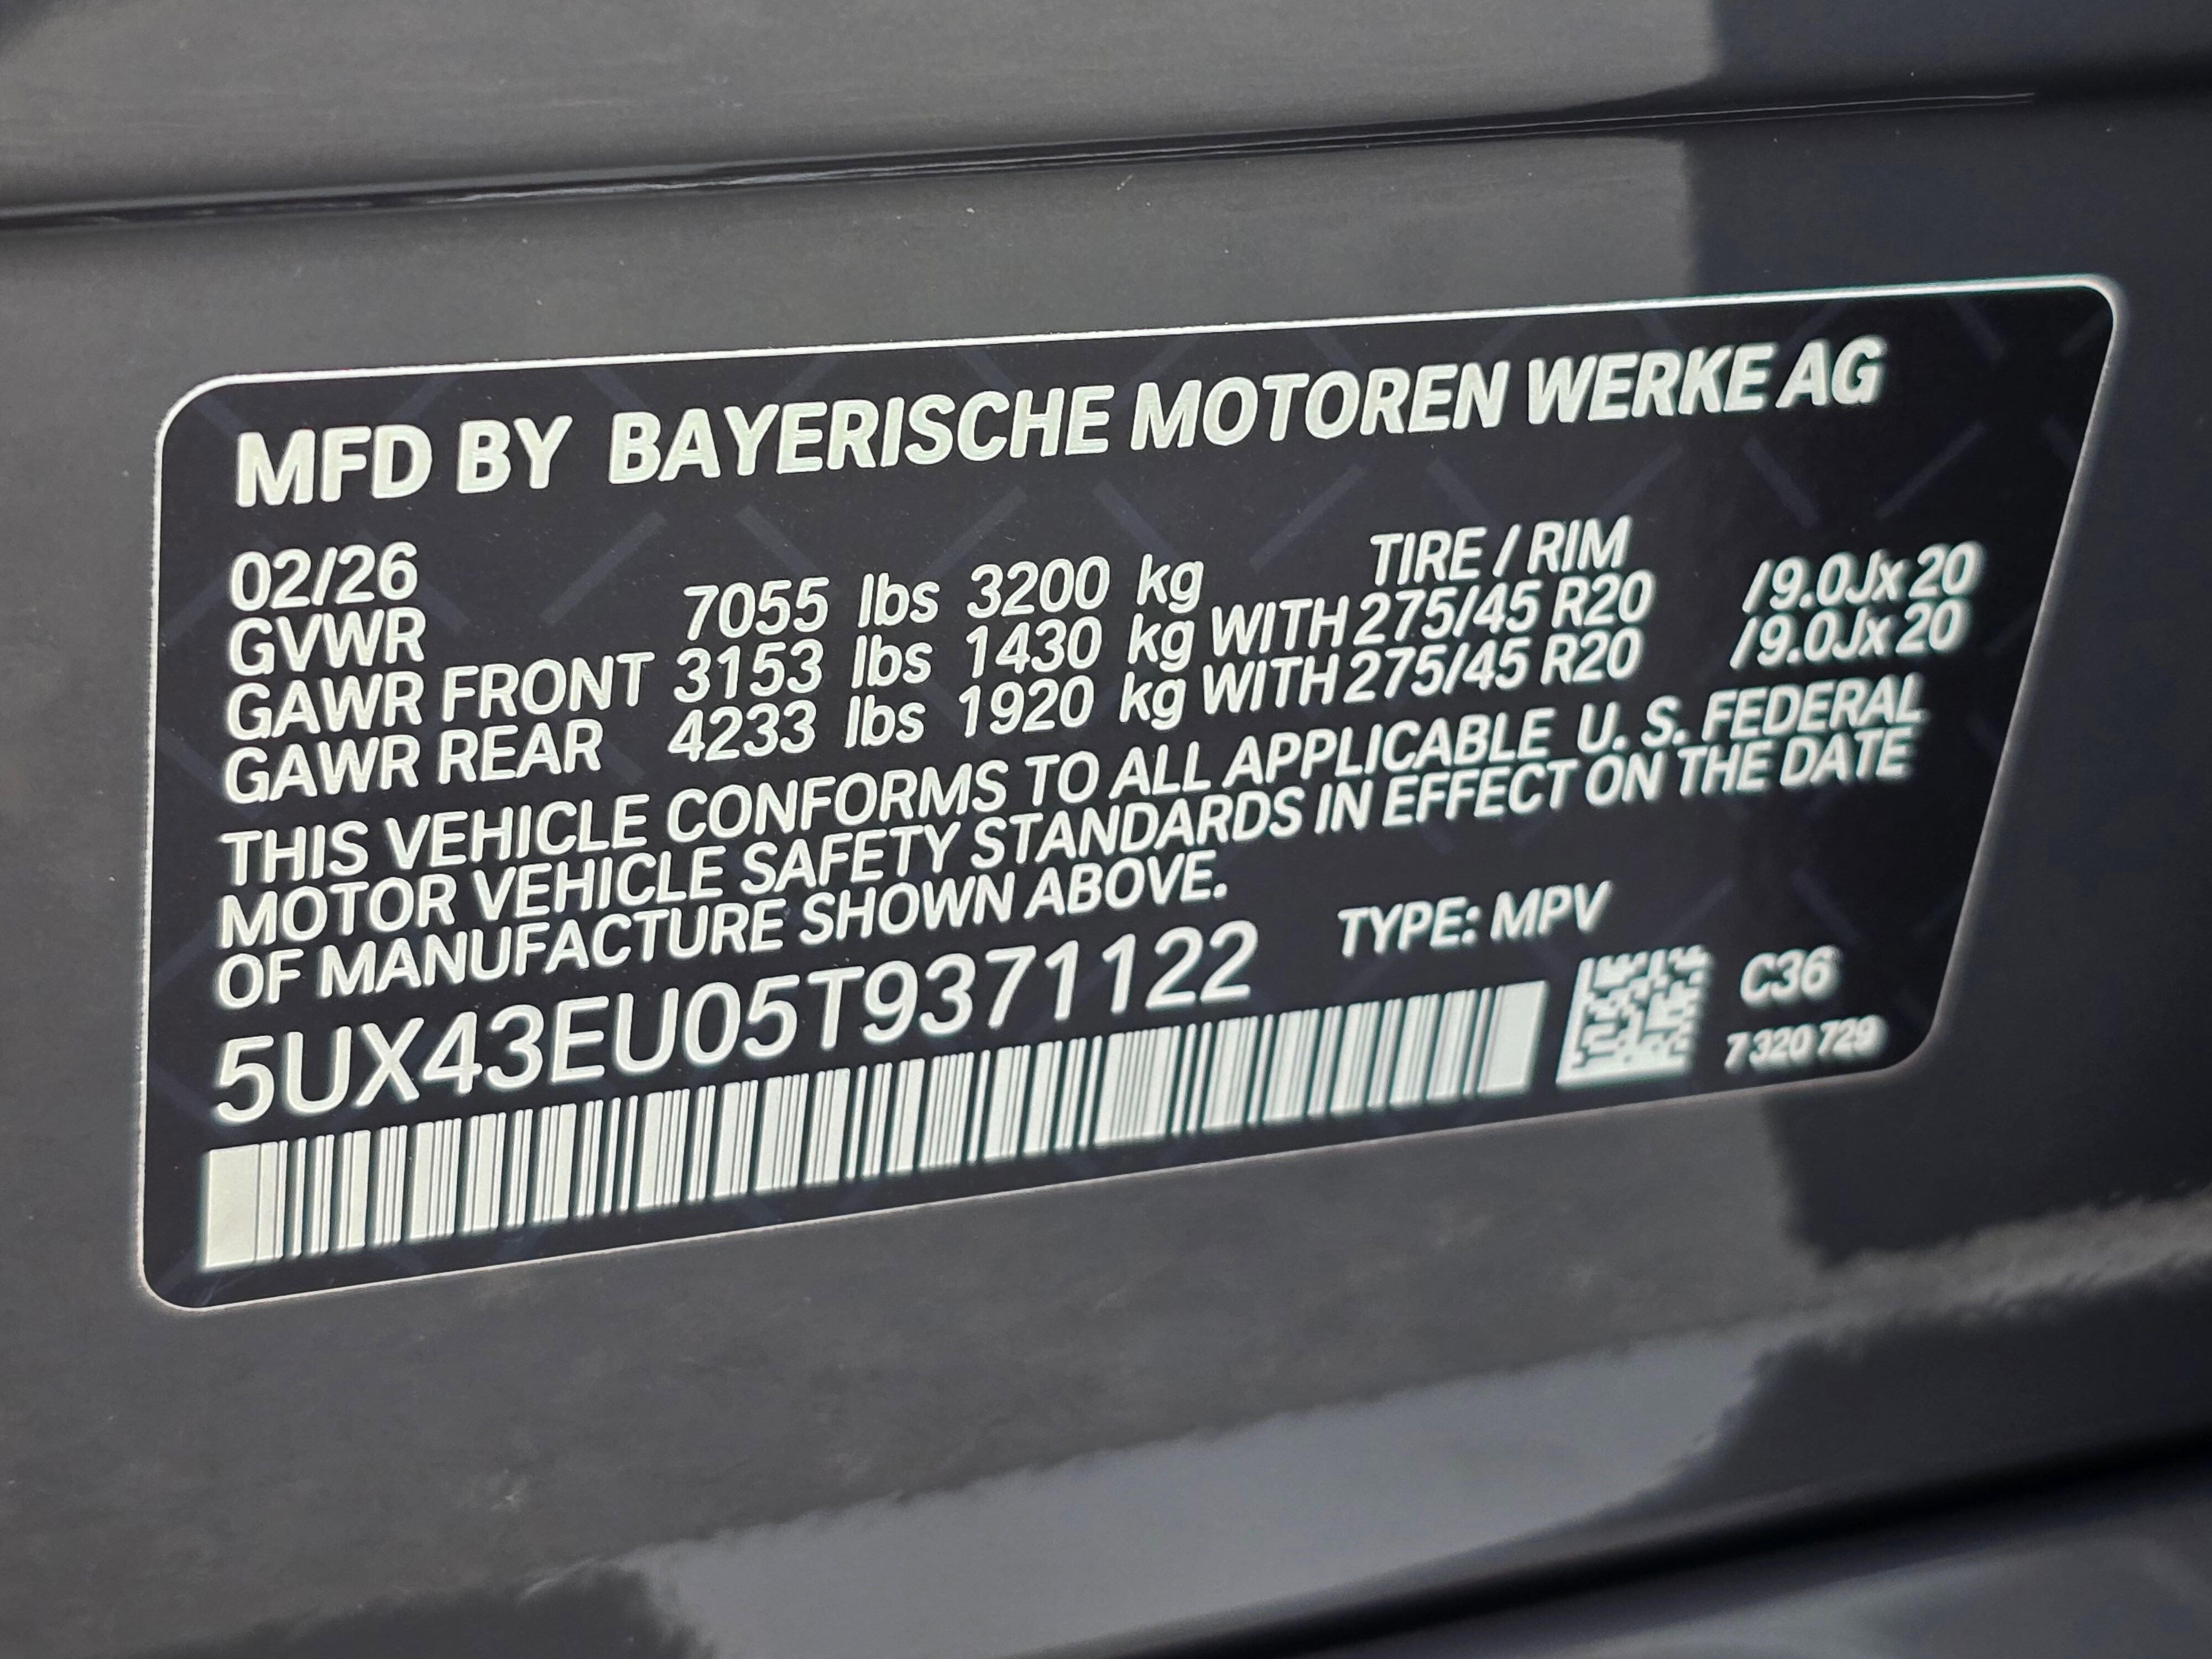 MFD BY BAYERISCHE MOTOREN WERKE AG
02/26 TIRE / RIM
GVWR 7055 lbs 3200 kg
GAWR FRONT 3153 lbs 1430 kg WITH 275/45 R20 / 9.0Jx20
GAWR REAR 4233 lbs 1920 kg WITH 275/45 R20 / 9.0Jx20
THIS VEHICLE CONFORMS TO ALL APPLICABLE U. S. FEDERAL
MOTOR VEHICLE SAFETY STANDARDS IN EFFECT ON THE DATE
OF MANUFACTURE SHOWN ABOVE.
5UX43EU05T9371122 TYPE: MPV
C36
7 320 729